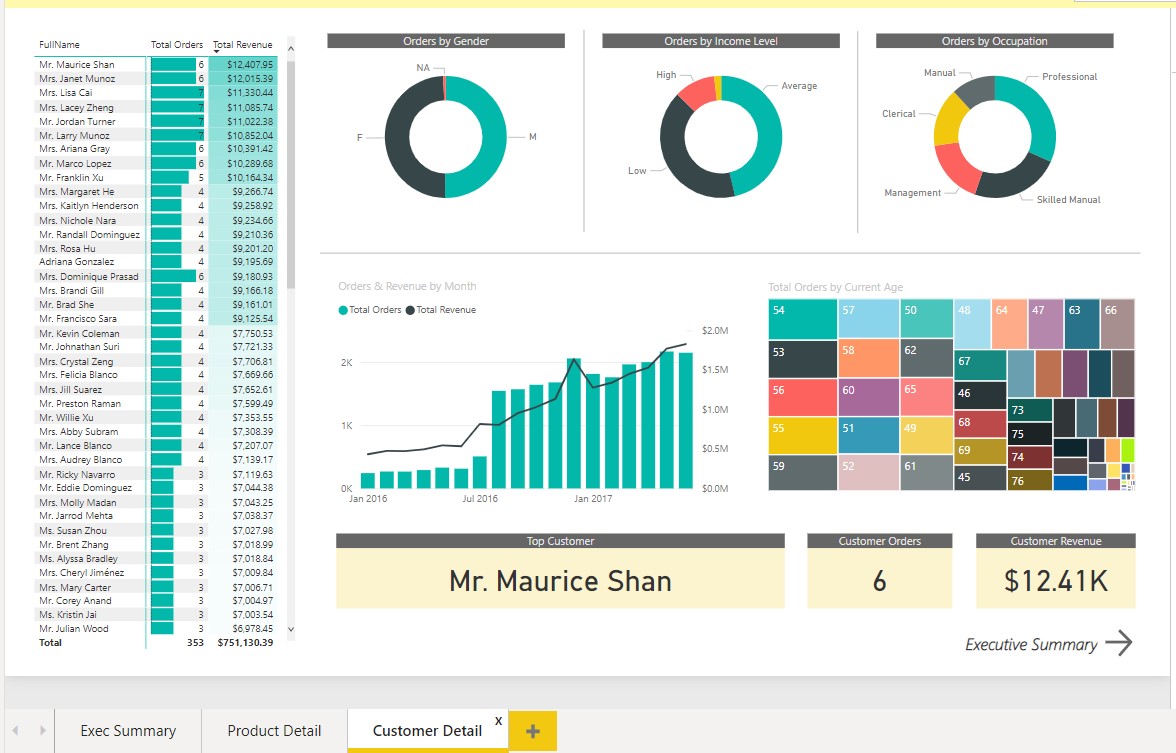 FullName Total Orders Total Revenue
Mr. Maurice Shan 6 $12,407.95
Mrs. Janet Munoz 6 $12,015.39
Mrs. Lisa Cai 7 $11,330.44
Mrs. Lacey Zheng 7 $11,085.74
Mr. Jordan Turner 7 $11,022.38
Mr. Larry Munoz 7 $10,852.04
Mrs. Ariana Gray 6 $10,391.42
Mr. Marco Lopez 6 $10,289.68
Mr. Franklin Xu 5 $10,164.34
Mrs. Margaret He 4 $9,266.74
Mrs. Kaitlyn Henderson 4 $9,258.92
Mrs. Nichole Nara 4 $9,234.66
Mr. Randall Dominguez 4 $9,210.36
Mrs. Rosa Hu 4 $9,201.20
Adriana Gonzalez 4 $9,195.69
Mrs. Dominique Prasad 6 $9,180.93
Mrs. Brandi Gill 4 $9,166.18
Mr. Brad She 4 $9,161.01
Mr. Francisco Sara 4 $9,125.54
Mr. Kevin Coleman 4 $7,750.53
Mr. Johnathan Suri 4 $7,721.33
Mrs. Crystal Zeng 4 $7,706.81
Ms. Felicia Blanco 4 $7,669.66
Mrs. Jill Suarez 4 $7,652.61
Mr. Preston Raman 4 $7,599.49
Mr. Willie Xu 4 $7,353.55
Mrs. Abby Subram 4 $7,308.39
Mr. Lance Blanco 4 $7,207.07
Mrs. Audrey Blanco 4 $7,139.17
Mr. Ricky Navarro 3 $7,119.63
Mr. Eddie Dominguez 3 $7,044.38
Mrs. Molly Madan 3 $7,043.25
Mr. Jarrod Mehta 3 $7,038.37
Ms. Susan Zhou 3 $7,027.98
Mr. Brent Zhang 3 $7,018.99
Ms. Alyssa Bradley 3 $7,018.84
Mrs. Cheryl Jiménez 3 $7,009.84
Mrs. Mary Carter 3 $7,006.71
Mr. Corey Anand 3 $7,004.97
Ms. Kristin Jai 3 $7,003.54
Mr. Julian Wood 3 $6,978.45
Total 353 $751,130.39
Orders by Gender
NA
F M
Orders by Income Level
High Average
Low
Orders by Occupation
Manual Professional
Clerical
Management Skilled Manual
Orders & Revenue by Month
Total Orders Total Revenue
$2.0M
2K $1.5M
$1.0M
1K
$0.5M
0K $0.0M
Jan 2016 Jul 2016 Jan 2017
Total Orders by Current Age
54 57 50 48 64 47 63 66
53 58 62 67
56 60 65 46
73
55 51 49 68
75
69 74
59 52 61 45 76
Top Customer
Mr. Maurice Shan
Customer Orders
6
Customer Revenue
$12.41K
Executive Summary
Exec Summary Product Detail Customer Detail x +